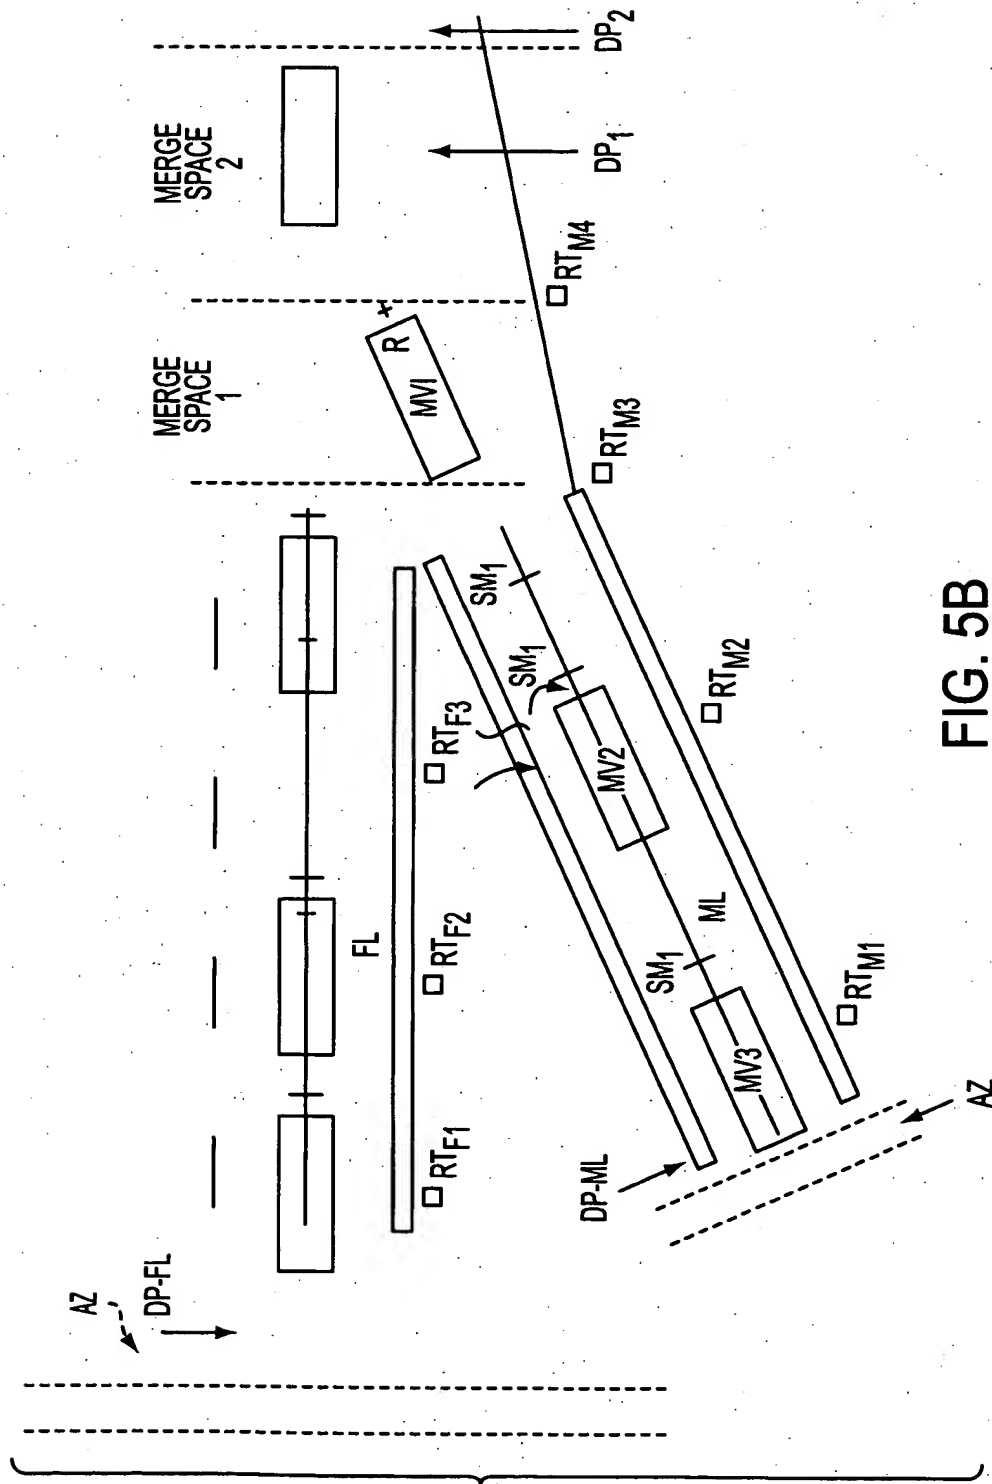 MERGE
SPACE
1
MERGE
SPACE
2
AZ
DP-FL
FL
RTF1
RTF2
RTF3
R
MVI
DP1
DP2
RTM4
RTM3
SM1
SM1
MV2
RTM2
ML
SM1
MV3
RTM1
DP-ML
AZ
FIG. 5B